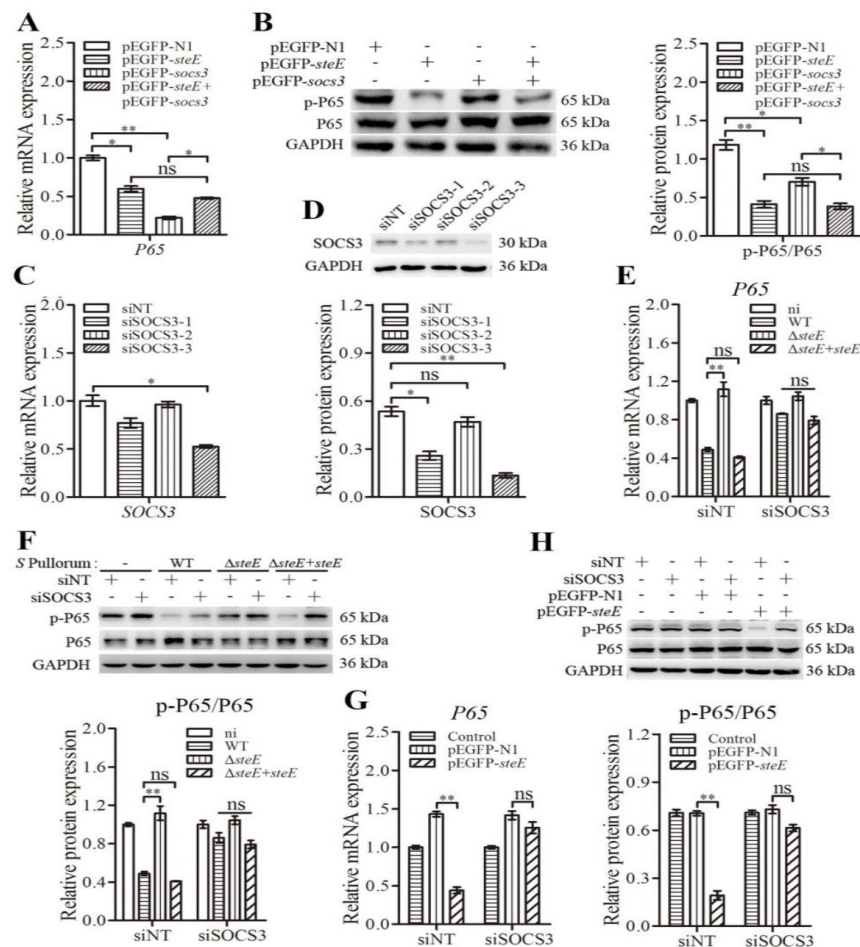 A
Relative mRNA expression
2.5
2.0
1.5
1.0
0.5
0.0
pEGFP-N1
pEGFP-steE
pEGFP-socs3
pEGFP-steE+
pEGFP-socs3
**
*
*
ns
P65
B
pEGFP-N1 + - - -
pEGFP-steE - + - +
pEGFP-socs3 - - + +
p-P65 65 kDa
P65 65 kDa
GAPDH 36 kDa
Relative protein expression
2.5
2.0
1.5
1.0
0.5
0.0
pEGFP-N1
pEGFP-steE
pEGFP-socs3
pEGFP-steE+
pEGFP-socs3
*
**
*
ns
p-P65/P65
C
Relative mRNA expression
2.0
1.5
1.0
0.5
0.0
siNT
siSOCS3-1
siSOCS3-2
siSOCS3-3
*
SOCS3
D
siNT siSOCS3-1 siSOCS3-2 siSOCS3-3
SOCS3 30 kDa
GAPDH 36 kDa
Relative protein expression
1.2
0.9
0.6
0.3
0.0
siNT
siSOCS3-1
siSOCS3-2
siSOCS3-3
**
ns
*
SOCS3
E
P65
Relative mRNA expression
2.0
1.6
1.2
0.8
0.4
0.0
ni
WT
ΔsteE
ΔsteE+steE
ns
**
ns
siNT siSOCS3
F
S Pullorum : - WT ΔsteE ΔsteE+steE
siNT + - + - + - + -
siSOCS3 - + - + - + - +
p-P65 65 kDa
P65 65 kDa
GAPDH 36 kDa
p-P65/P65
Relative protein expression
2.0
1.6
1.2
0.8
0.4
0.0
ni
WT
ΔsteE
ΔsteE+steE
ns
**
ns
siNT siSOCS3
G
P65
Relative mRNA expression
2.5
2.0
1.5
1.0
0.5
0.0
Control
pEGFP-N1
pEGFP-steE
**
ns
siNT siSOCS3
H
siNT + - + - + -
siSOCS3 - + - + - +
pEGFP-N1 - - + + - -
pEGFP-steE - - - - + +
p-P65 65 kDa
P65 65 kDa
GAPDH 36 kDa
p-P65/P65
Relative protein expression
1.2
0.9
0.6
0.3
0.0
Control
pEGFP-N1
pEGFP-steE
**
ns
siNT siSOCS3